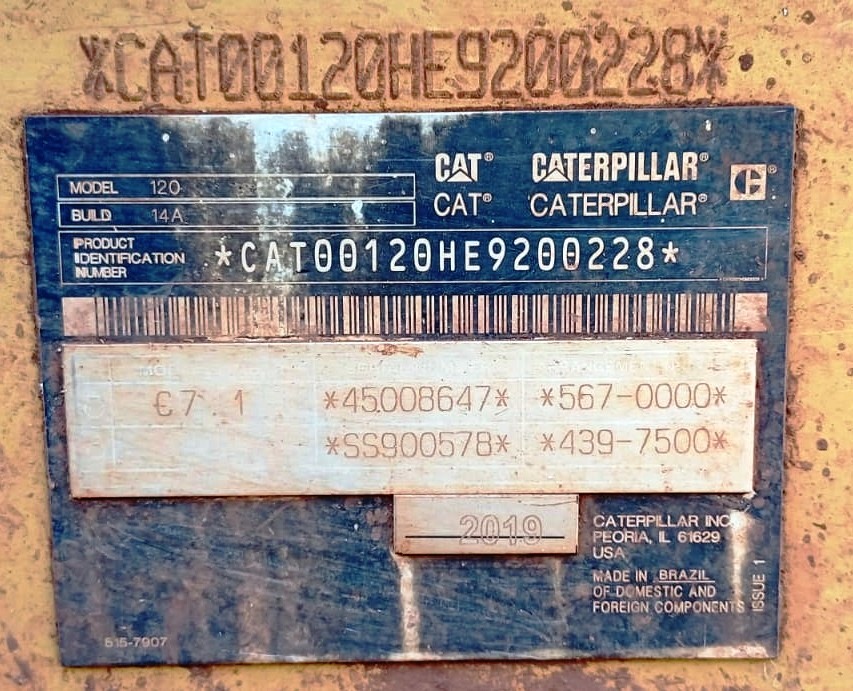 *CAT00120HE9200228*
CAT® CATERPILLAR®
MODEL 120
CAT® CATERPILLAR®
BUILD 14A
PRODUCT IDENTIFICATION NUMBER *CAT00120HE9200228*
C7.1 *45008647* *567-0000*
*SS900578* *439-7500*
2019
CATERPILLAR INC
PEORIA, IL 61629
USA
MADE IN BRAZIL
OF DOMESTIC AND
FOREIGN COMPONENTS
ISSUE 1
515-7907